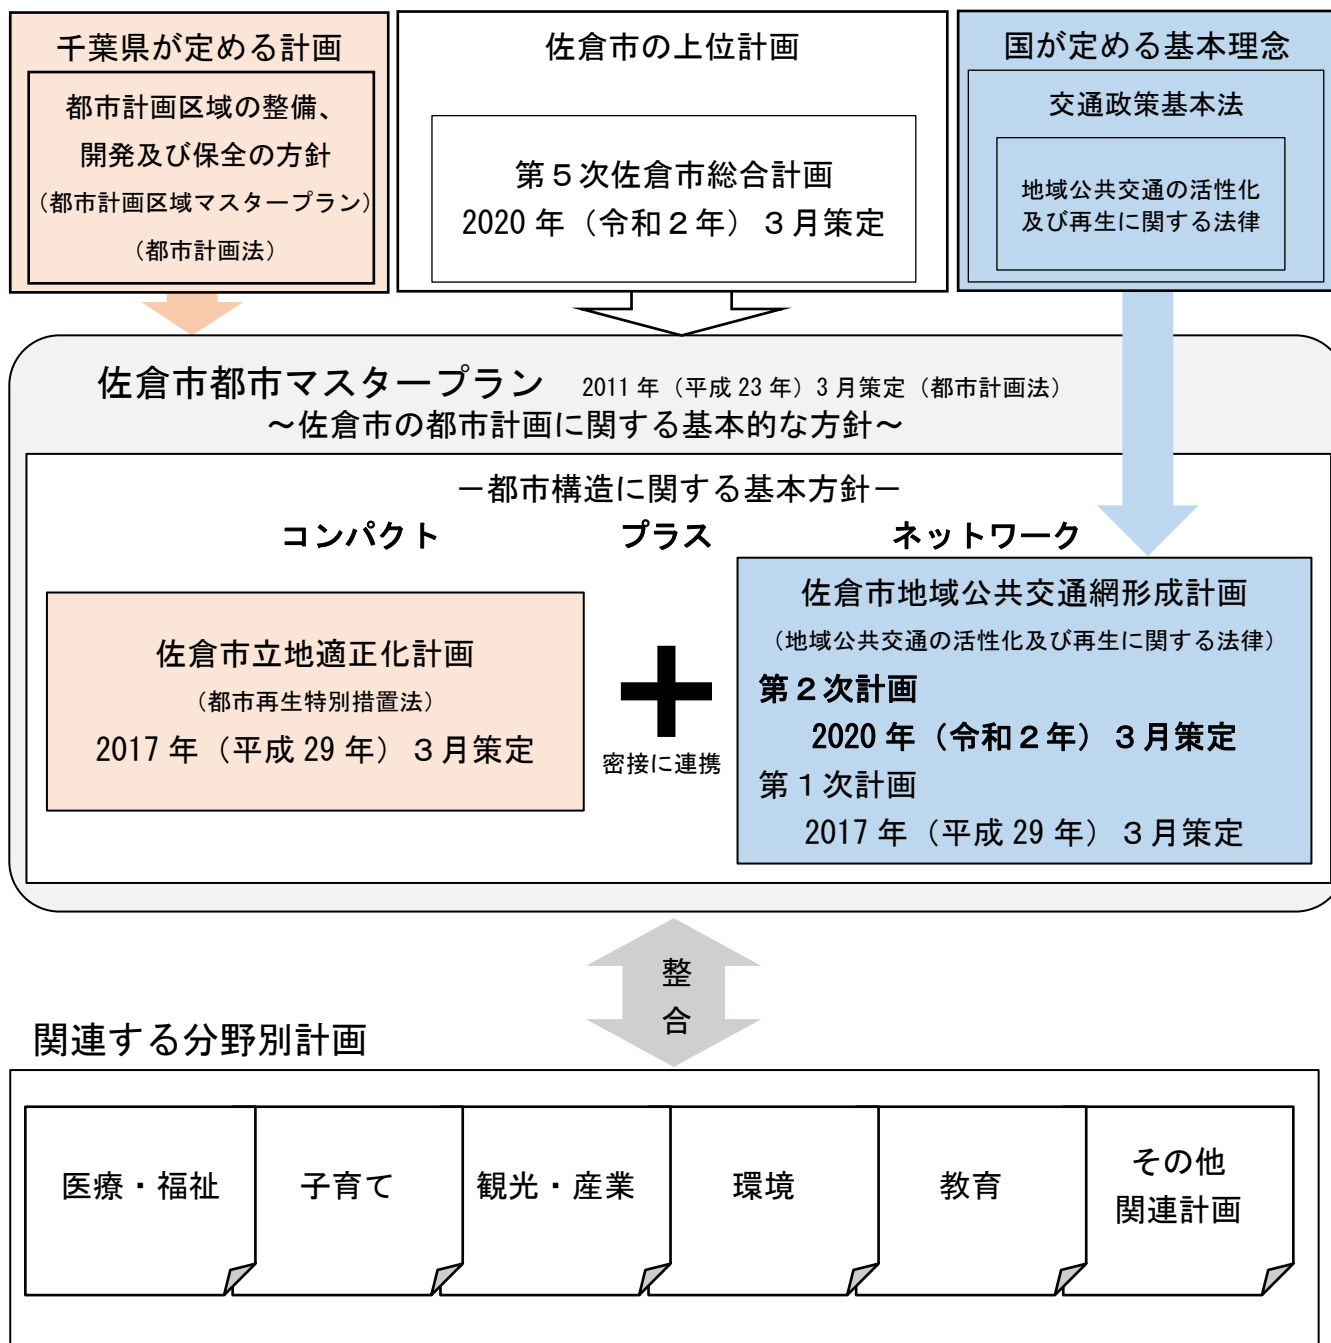 千葉県が定める計画
都市計画区域の整備、
開発及び保全の方針
（都市計画区域マスタープラン）
（都市計画法）
佐倉市の上位計画
第５次佐倉市総合計画
2020 年（令和２年）３月策定
国が定める基本理念
交通政策基本法
地域公共交通の活性化
及び再生に関する法律
佐倉市都市マスタープラン　2011 年（平成 23 年）3 月策定（都市計画法）
～佐倉市の都市計画に関する基本的な方針～
－都市構造に関する基本方針－
コンパクト　プラス　ネットワーク
佐倉市立地適正化計画
（都市再生特別措置法）
2017 年（平成 29 年）３月策定
密接に連携
佐倉市地域公共交通網形成計画
（地域公共交通の活性化及び再生に関する法律）
第２次計画
2020 年（令和２年）３月策定
第１次計画
2017 年（平成 29 年）３月策定
整
合
関連する分野別計画
医療・福祉
子育て
観光・産業
環境
教育
その他
関連計画